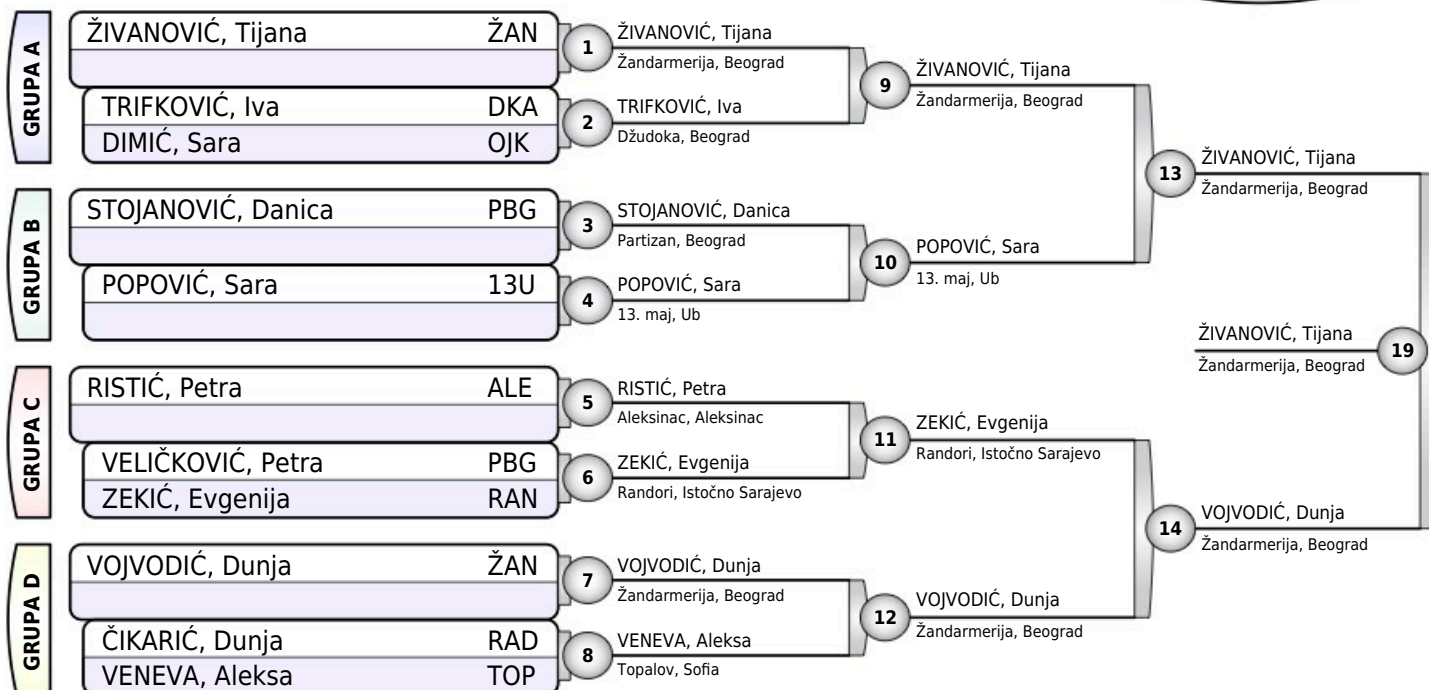 GRUPA A
ŽIVANOVIĆ, Tijana ŽAN
TRIFKOVIĆ, Iva DKA
DIMIĆ, Sara OJK
GRUPA B
STOJANOVIĆ, Danica PBG
POPOVIĆ, Sara 13U
GRUPA C
RISTIĆ, Petra ALE
VELIČKOVIĆ, Petra PBG
ZEKIĆ, Evgenija RAN
GRUPA D
VOJVODIĆ, Dunja ŽAN
ČIKARIĆ, Dunja RAD
VENEVA, Aleksa TOP
1
ŽIVANOVIĆ, Tijana
Žandarmerija, Beograd
2
TRIFKOVIĆ, Iva
Džudoka, Beograd
3
STOJANOVIĆ, Danica
Partizan, Beograd
4
POPOVIĆ, Sara
13. maj, Ub
5
RISTIĆ, Petra
Aleksinac, Aleksinac
6
ZEKIĆ, Evgenija
Randori, Istočno Sarajevo
7
VOJVODIĆ, Dunja
Žandarmerija, Beograd
8
VENEVA, Aleksa
Topalov, Sofia
9
ŽIVANOVIĆ, Tijana
Žandarmerija, Beograd
10
POPOVIĆ, Sara
13. maj, Ub
11
ZEKIĆ, Evgenija
Randori, Istočno Sarajevo
12
VOJVODIĆ, Dunja
Žandarmerija, Beograd
13
ŽIVANOVIĆ, Tijana
Žandarmerija, Beograd
14
VOJVODIĆ, Dunja
Žandarmerija, Beograd
ŽIVANOVIĆ, Tijana
Žandarmerija, Beograd
19